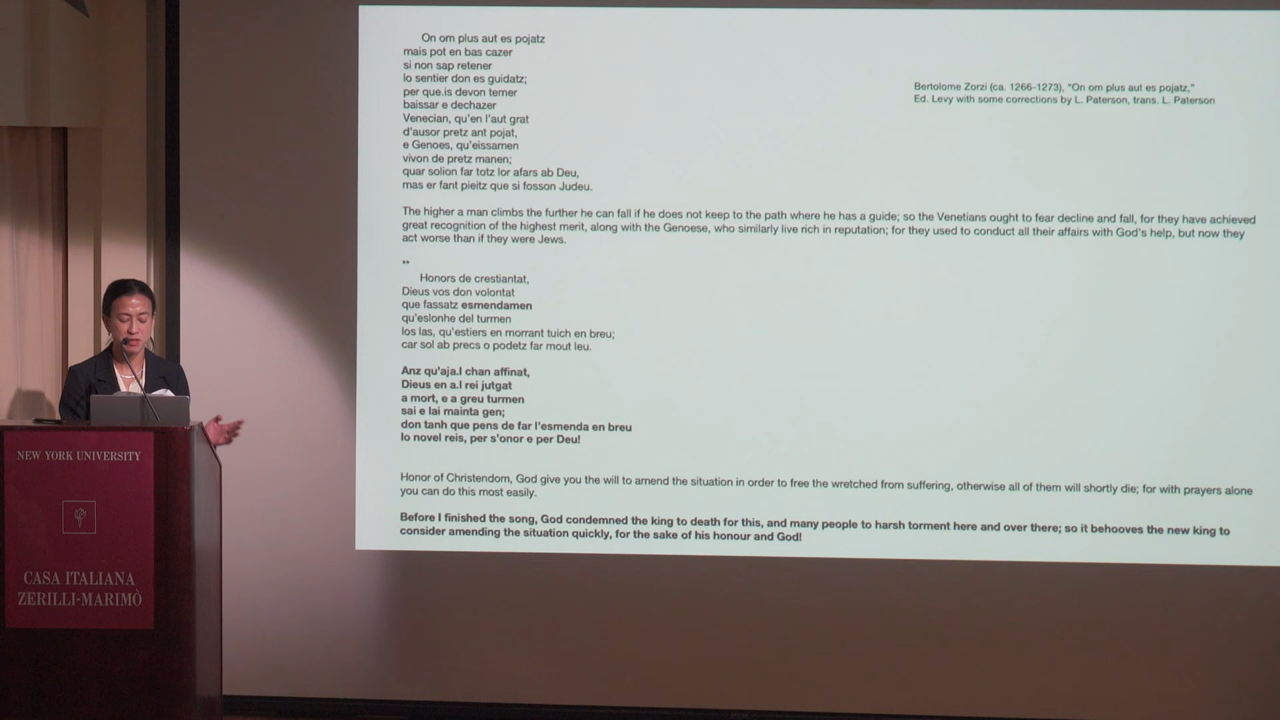 On om plus aut es pojatz
mais pot en bas cazer
si non sap retener
lo sentier don es guidatz;
per que.is devon temer
baissar e dechazer
Venecian, qu'en l'aut grat
d'ausor pretz ant pojat,
e Genoes, qu'eissamen
vivon de pretz manen;
quar solion far totz lor afars ab Deu,
mas er fant pieitz que si fosson Judeu.
Bertolome Zorzi (ca. 1266-1273), "On om plus aut es pojatz,"
Ed. Levy with some corrections by L. Paterson, trans. L. Paterson
The higher a man climbs the further he can fall if he does not keep to the path where he has a guide; so the Venetians ought to fear decline and fall, for they have achieved
great recognition of the highest merit, along with the Genoese, who similarly live rich in reputation; for they used to conduct all their affairs with God's help, but now they
act worse than if they were Jews.
**
Honors de crestiantat,
Dieus vos don volontat
que fassatz esmendamen
qu'eslonhe del turmen
los las, qu'estiers en morrant tuich en breu;
car sol ab precs o podetz far mout leu.
Anz qu'aja.l chan affinat,
Dieus en a.l rei jutgat
a mort, e a greu turmen
sai e lai mainta gen;
don tanh que pens de far l'esmenda en breu
lo novel reis, per s'onor e per Deu!
Honor of Christendom, God give you the will to amend the situation in order to free the wretched from suffering, otherwise all of them will shortly die; for with prayers alone
you can do this most easily.
Before I finished the song, God condemned the king to death for this, and many people to harsh torment here and over there; so it behooves the new king to
consider amending the situation quickly, for the sake of his honour and God!
NEW YORK UNIVERSITY
CASA ITALIANA
ZERILLI-MARIMÒ